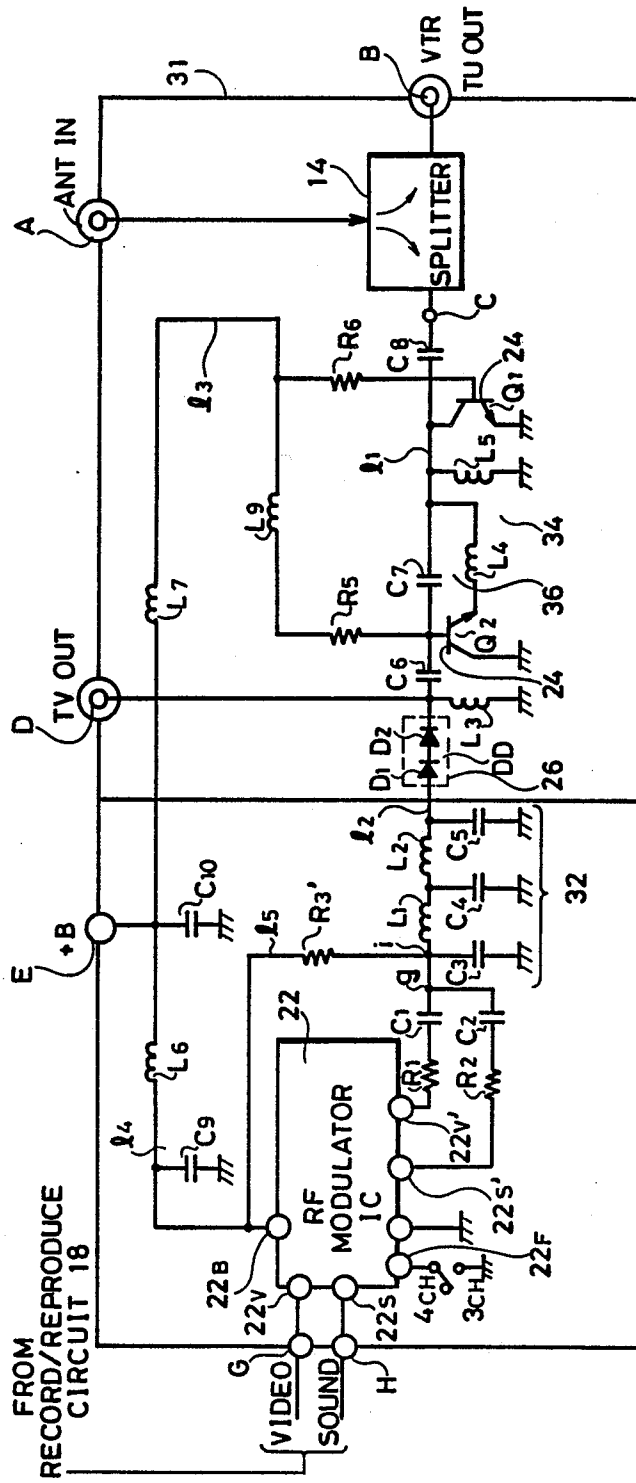 A
ANT IN
31
D
TV OUT
E
+B
ℓ3
L7
C10
L6
ℓ4
C9
ℓ5
R3'
FROM
RECORD/REPRODUCE
CIRCUIT 18
B
VTR
TU OUT
14
SPLITTER
C
C8
R6
24
Q1
ℓ1
L5
L9
34
L4
36
C7
R5
Q2
24
C6
L3
D2
D1
DD
26
ℓ2
L2
C5
L1
C4
32
i
C3
g
C1
C2
R1
R2
22
RF
MODULATOR
IC
22V'
22S'
22F
22B
22V
22S
4CH
3CH
G
VIDEO
SOUND
H